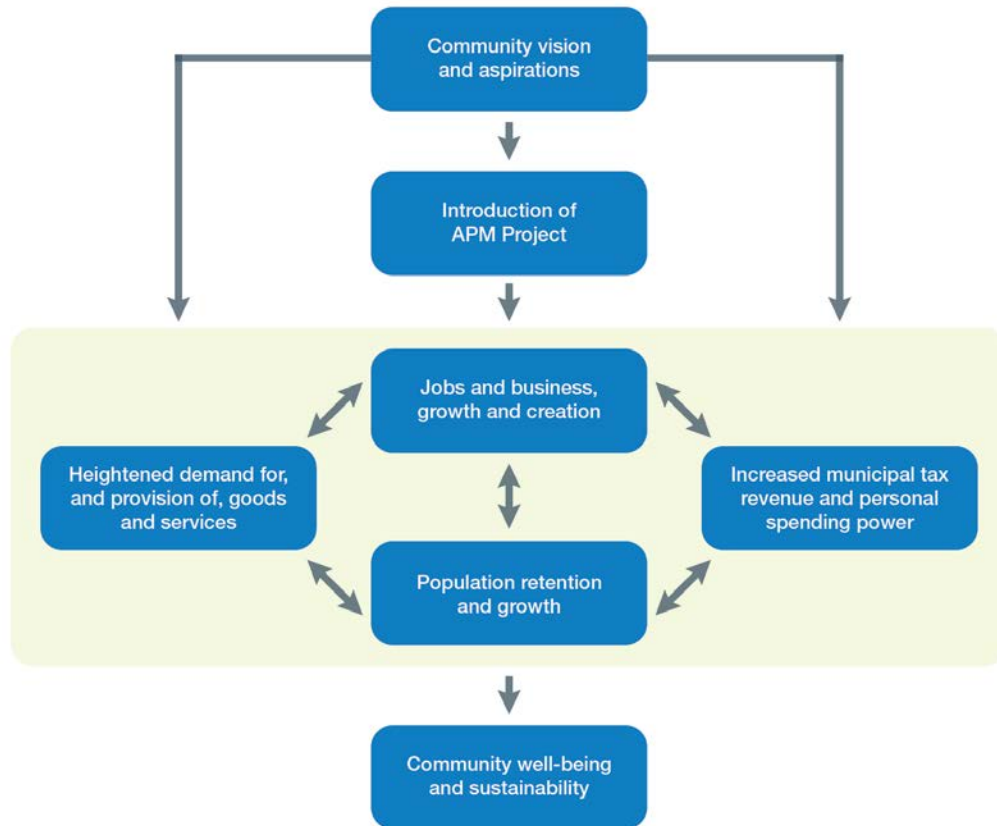 Community vision
and aspirations
Introduction of
APM Project
Jobs and business,
growth and creation
Heightened demand for,
and provision of, goods
and services
Increased municipal tax
revenue and personal
spending power
Population retention
and growth
Community well-being
and sustainability